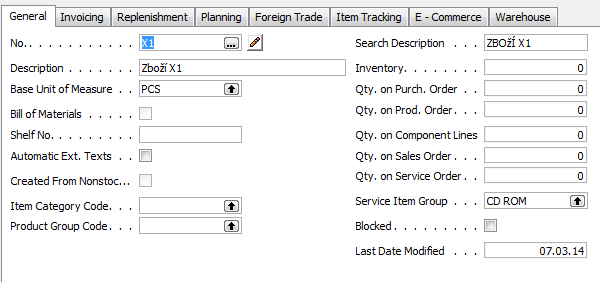 General Invoicing Replenishment Planning Foreign Trade Item Tracking E - Commerce Warehouse
No. . . . . . . . . . . . X1 ...
Description . . . . . . . Zboží X1
Base Unit of Measure . . PCS
Bill of Materials . . . . .
Shelf No. . . . . . . . . .
Automatic Ext. Texts . .
Created From Nonstoc...
Item Category Code. . .
Product Group Code. . .
Search Description . . . ZBOŽÍ X1
Inventory. . . . . . . . . 0
Qty. on Purch. Order . . 0
Qty. on Prod. Order. . . 0
Qty. on Component Lines 0
Qty. on Sales Order. . . 0
Qty. on Service Order. . 0
Service Item Group . . . CD ROM
Blocked. . . . . . . . . .
Last Date Modified . . . 07.03.14